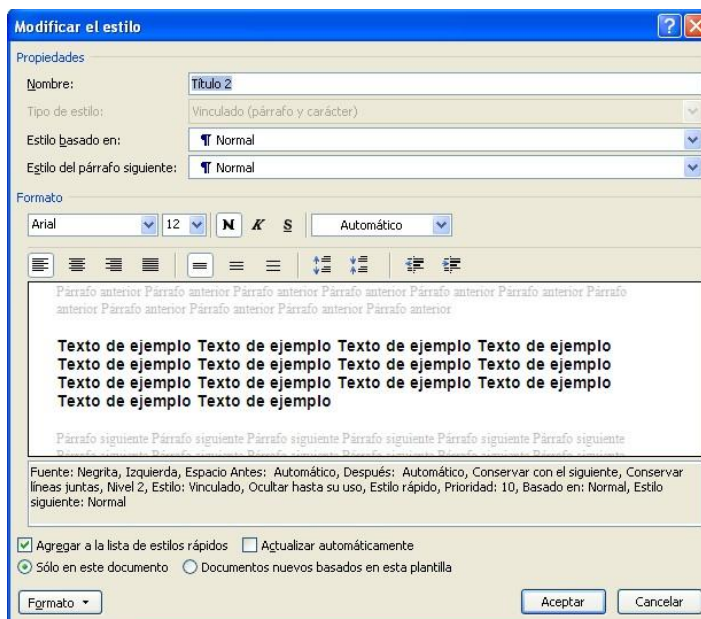 Modificar el estilo
Propiedades
Nombre: Título 2
Tipo de estilo: Vinculado (párrafo y carácter)
Estilo basado en: ¶ Normal
Estilo del párrafo siguiente: ¶ Normal
Formato
Arial 12 N K S Automático
Párrafo anterior Párrafo anterior Párrafo anterior Párrafo anterior Párrafo anterior Párrafo anterior Párrafo
anterior Párrafo anterior Párrafo anterior Párrafo anterior Párrafo anterior
Texto de ejemplo Texto de ejemplo Texto de ejemplo Texto de ejemplo
Texto de ejemplo Texto de ejemplo Texto de ejemplo Texto de ejemplo
Texto de ejemplo Texto de ejemplo Texto de ejemplo Texto de ejemplo
Texto de ejemplo Texto de ejemplo
Párrafo siguiente Párrafo siguiente Párrafo siguiente Párrafo siguiente Párrafo siguiente Párrafo siguiente
Fuente: Negrita, Izquierda, Espacio Antes: Automático, Después: Automático, Conservar con el siguiente, Conservar
líneas juntas, Nivel 2, Estilo: Vinculado, Ocultar hasta su uso, Estilo rápido, Prioridad: 10, Basado en: Normal, Estilo
siguiente: Normal
Agregar a la lista de estilos rápidos Actualizar automáticamente
Sólo en este documento Documentos nuevos basados en esta plantilla
Formato Aceptar Cancelar